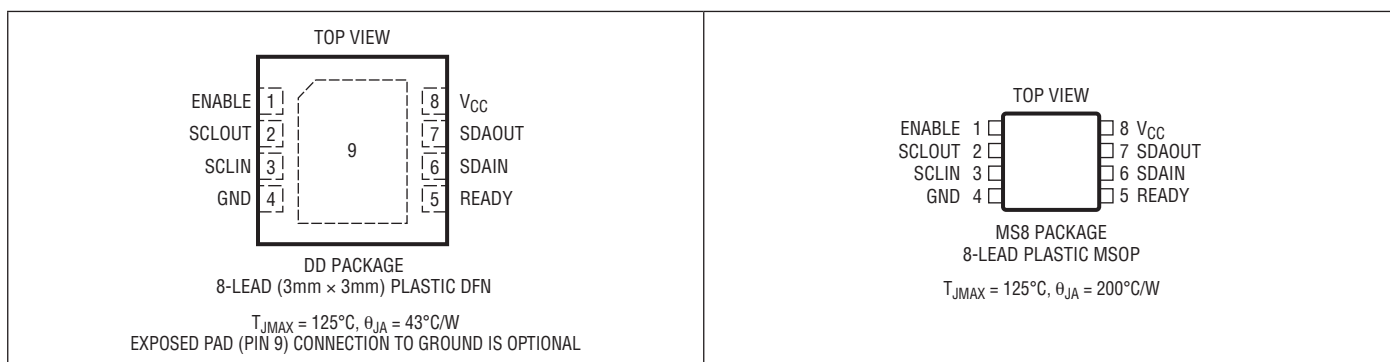 TOP VIEW
ENABLE 1
SCLOUT 2
SCLIN 3
GND 4
9
8 VCC
7 SDAOUT
6 SDAIN
5 READY
DD PACKAGE
8-LEAD (3mm × 3mm) PLASTIC DFN
TJMAX = 125°C, θJA = 43°C/W
EXPOSED PAD (PIN 9) CONNECTION TO GROUND IS OPTIONAL
TOP VIEW
ENABLE 1
SCLOUT 2
SCLIN 3
GND 4
8 VCC
7 SDAOUT
6 SDAIN
5 READY
MS8 PACKAGE
8-LEAD PLASTIC MSOP
TJMAX = 125°C, θJA = 200°C/W